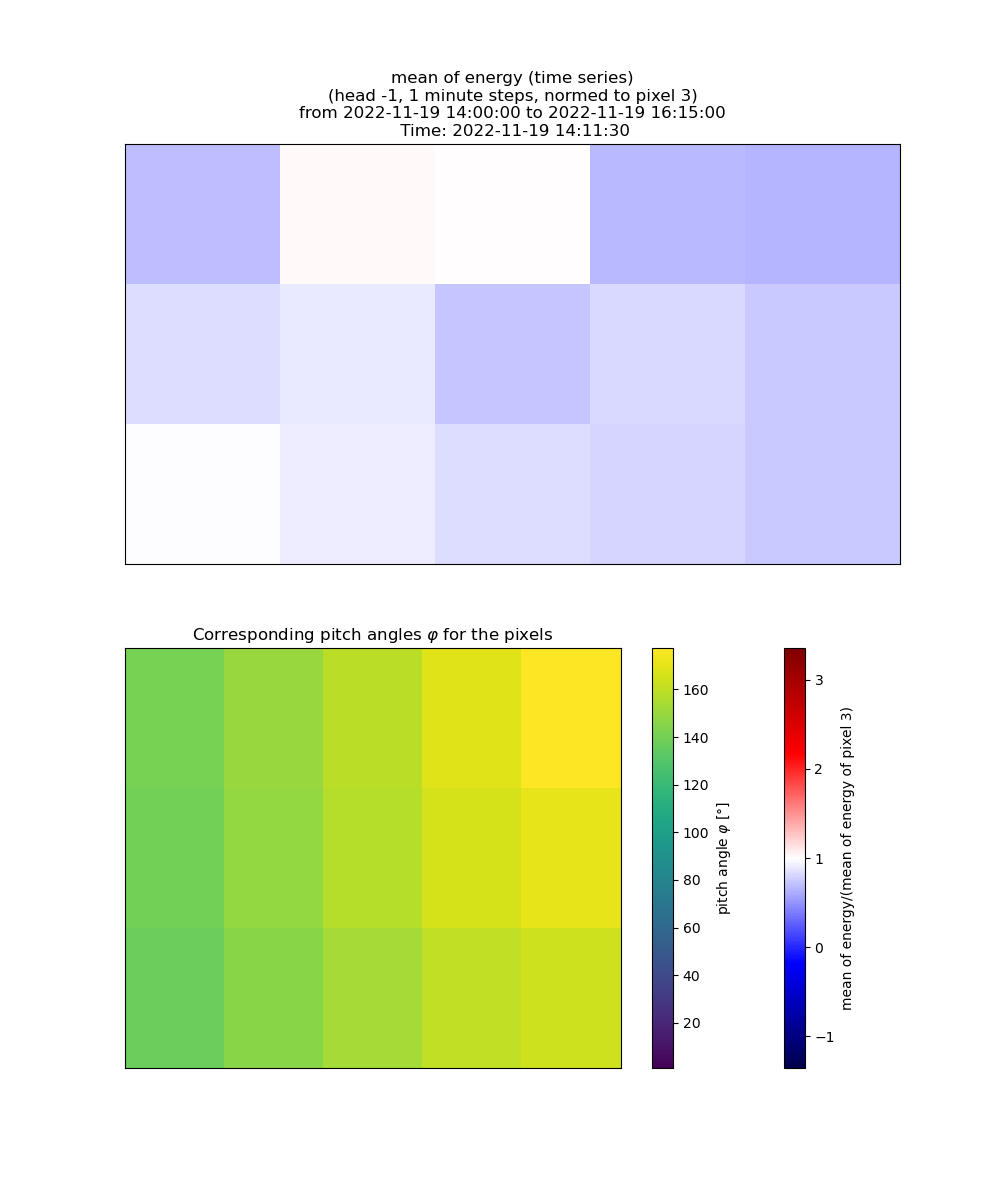 mean of energy (time series)
(head -1, 1 minute steps, normed to pixel 3)
from 2022-11-19 14:00:00 to 2022-11-19 16:15:00
Time: 2022-11-19 14:11:30
Corresponding pitch angles φ for the pixels
160
140
120
100
80
60
40
20
pitch angle φ [°]
3
2
1
0
−1
mean of energy/(mean of energy of pixel 3)